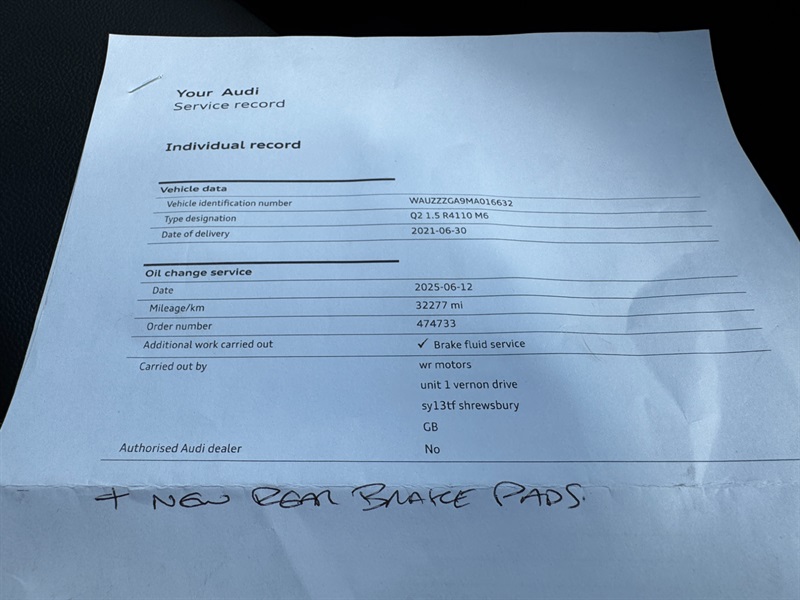 Your Audi
Service record
Individual record
Vehicle data
Vehicle identification number WAUZZZGA9MA016632
Type designation Q2 1.5 R4110 M6
Date of delivery 2021-06-30
Oil change service
Date 2025-06-12
Mileage/km 32277 mi
Order number 474733
Additional work carried out ✓ Brake fluid service
Carried out by wr motors
unit 1 vernon drive
sy13tf shrewsbury
GB
Authorised Audi dealer No
+ NEW REAR BRAKE PADS.